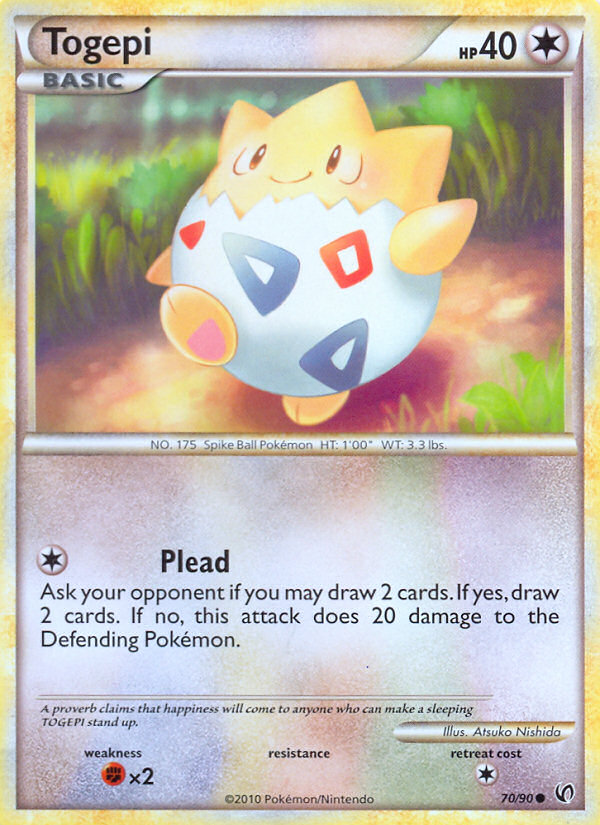 Togepi HP40
BASIC
NO. 175 Spike Ball Pokémon HT: 1'00" WT: 3.3 lbs.
Plead
Ask your opponent if you may draw 2 cards. If yes, draw
2 cards. If no, this attack does 20 damage to the
Defending Pokémon.
A proverb claims that happiness will come to anyone who can make a sleeping
TOGEPI stand up.
Illus. Atsuko Nishida
weakness resistance retreat cost
×2
©2010 Pokémon/Nintendo 70/90